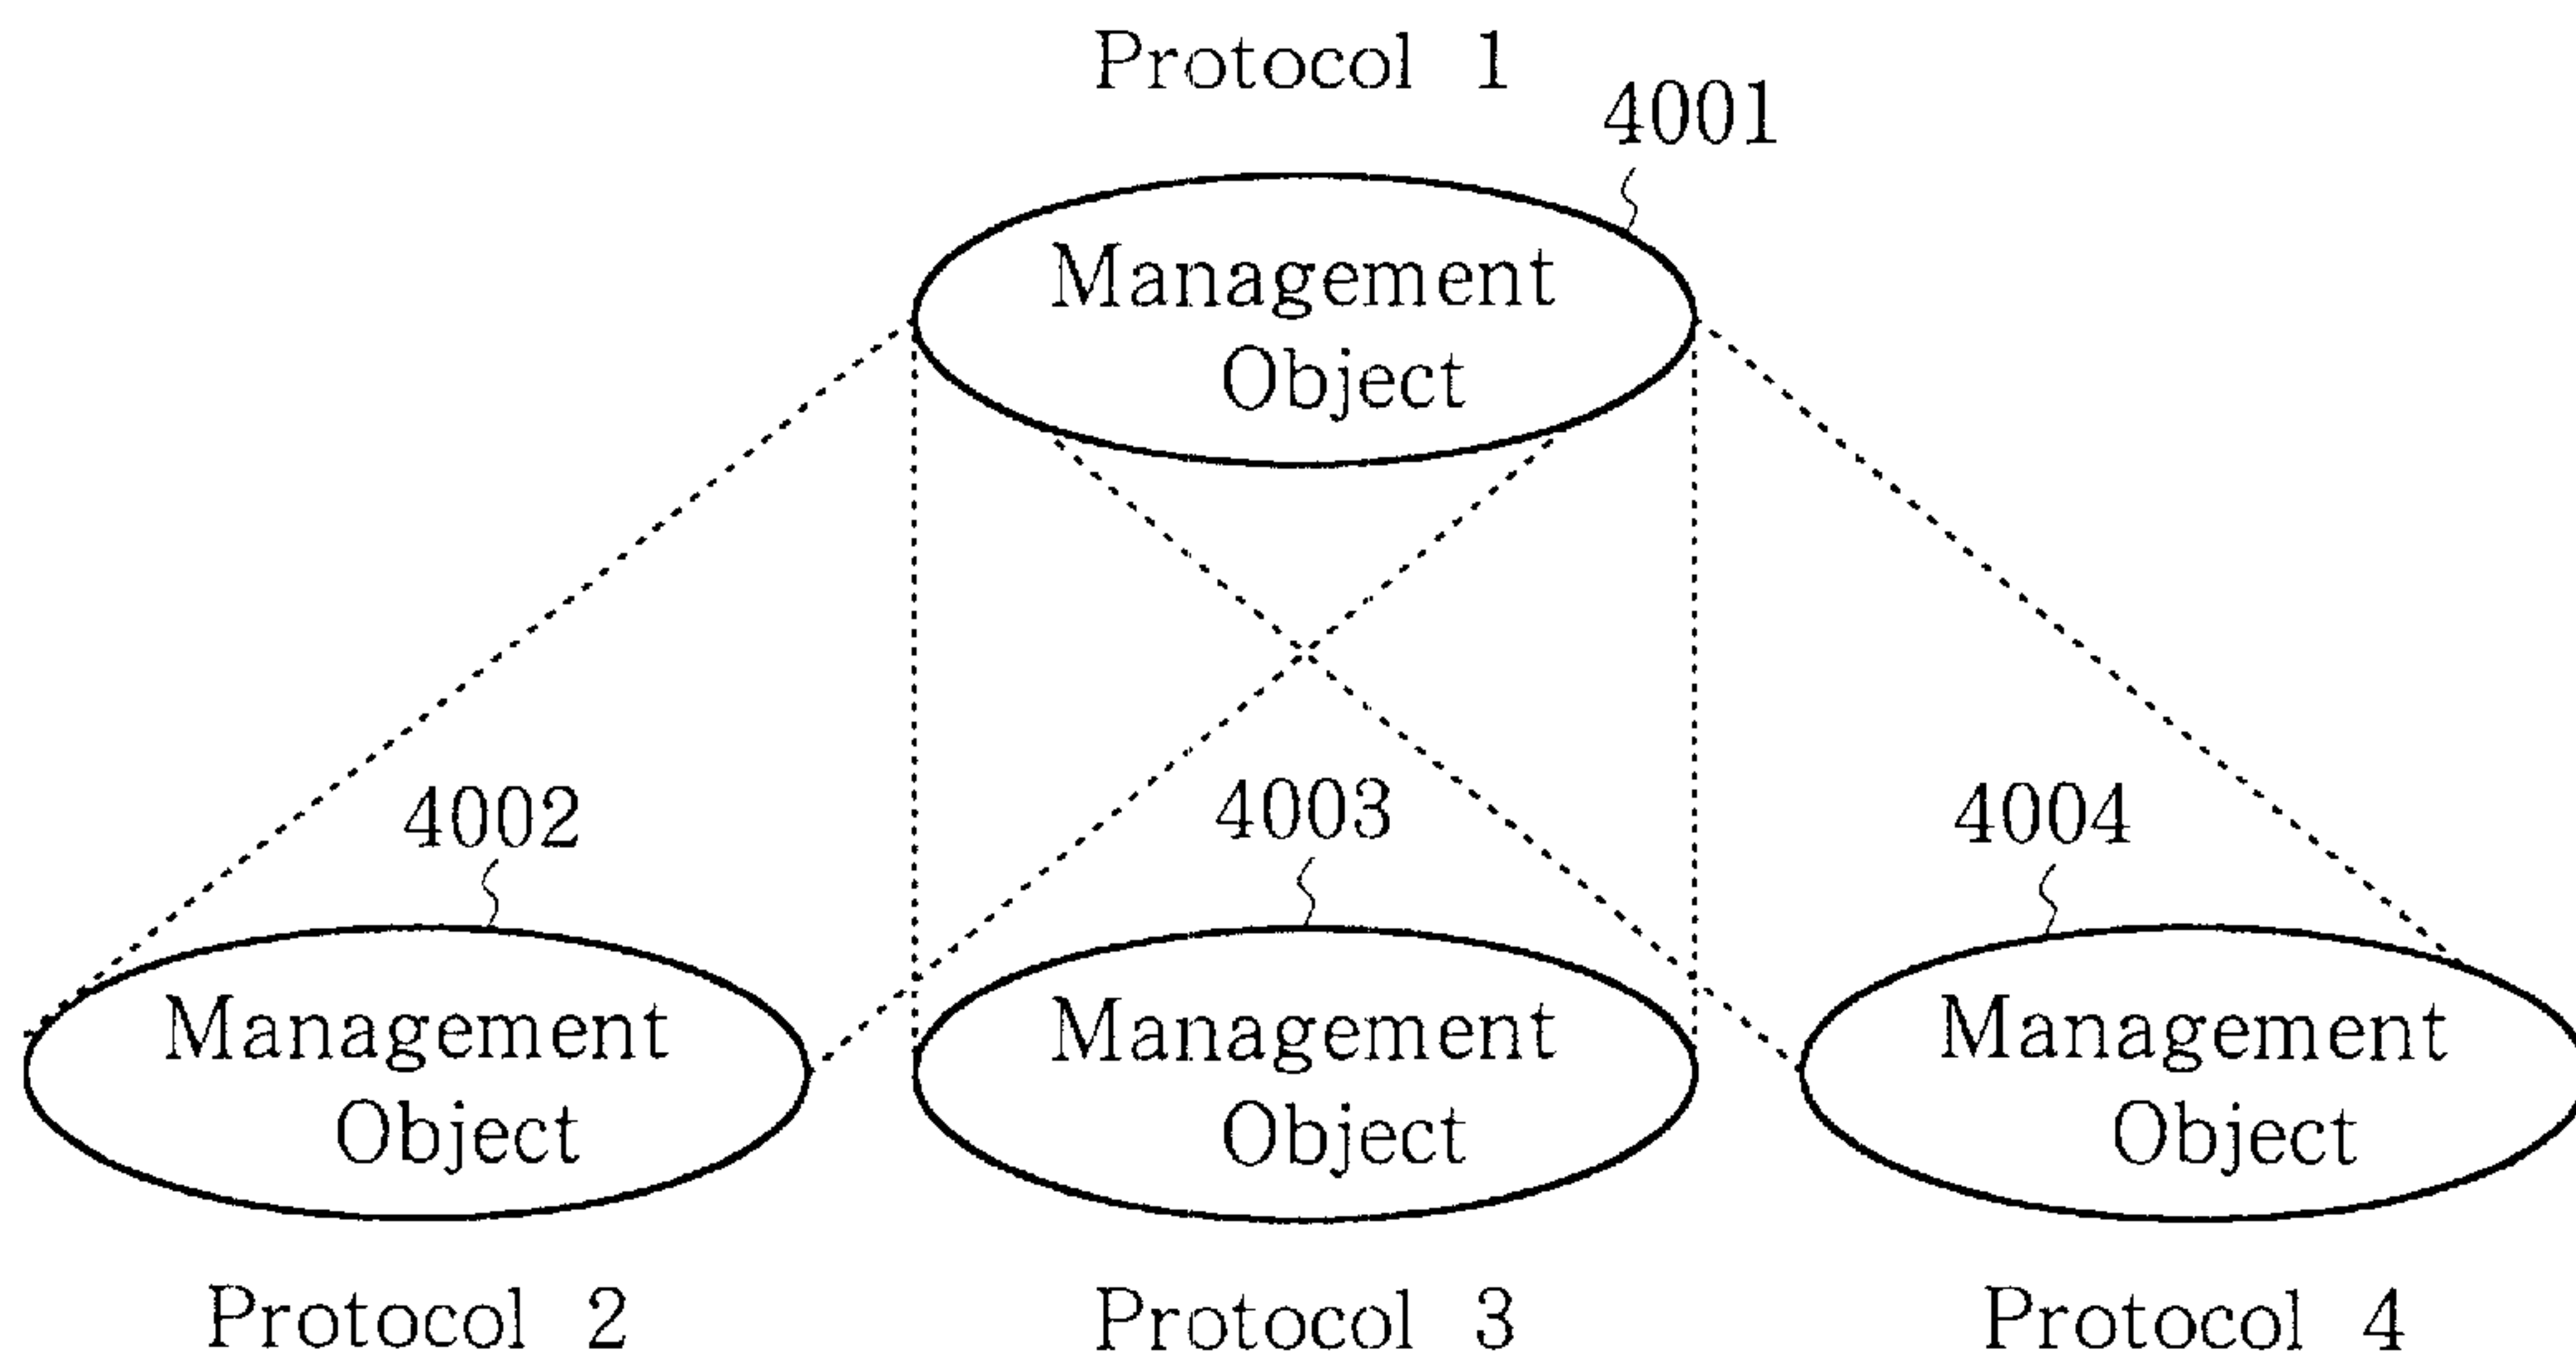 Protocol 1
4001
Management
Object
4002
4003
4004
Management
Object
Management
Object
Management
Object
Protocol 2
Protocol 3
Protocol 4